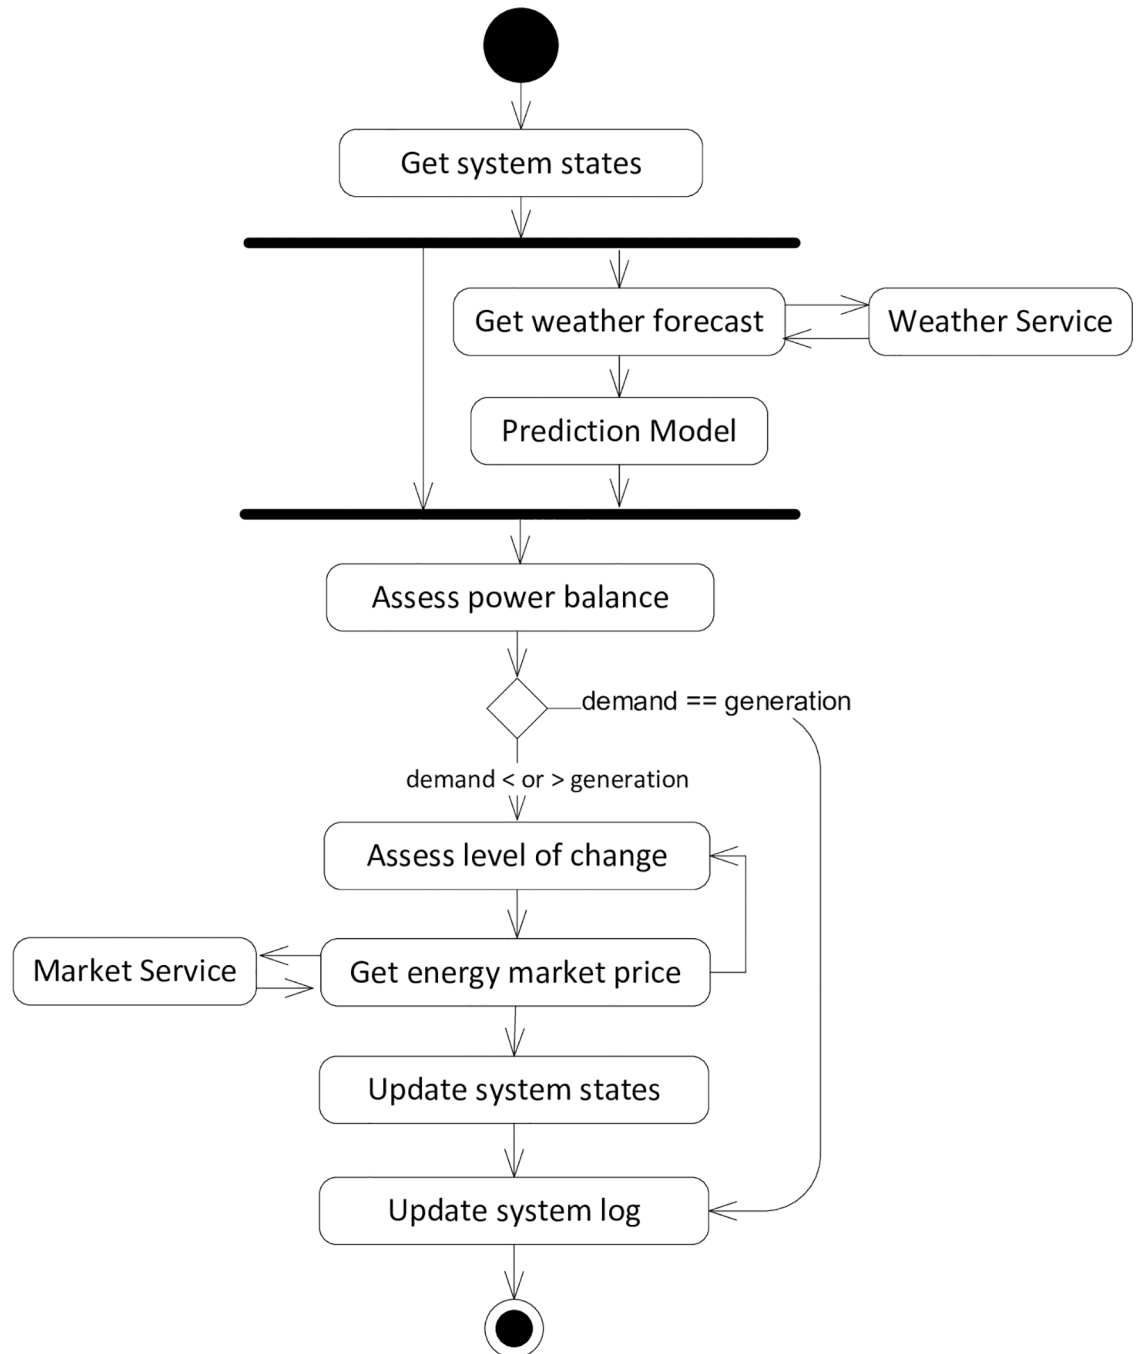 Get system states
Get weather forecast
Weather Service
Prediction Model
Assess power balance
demand == generation
demand < or > generation
Assess level of change
Market Service
Get energy market price
Update system states
Update system log